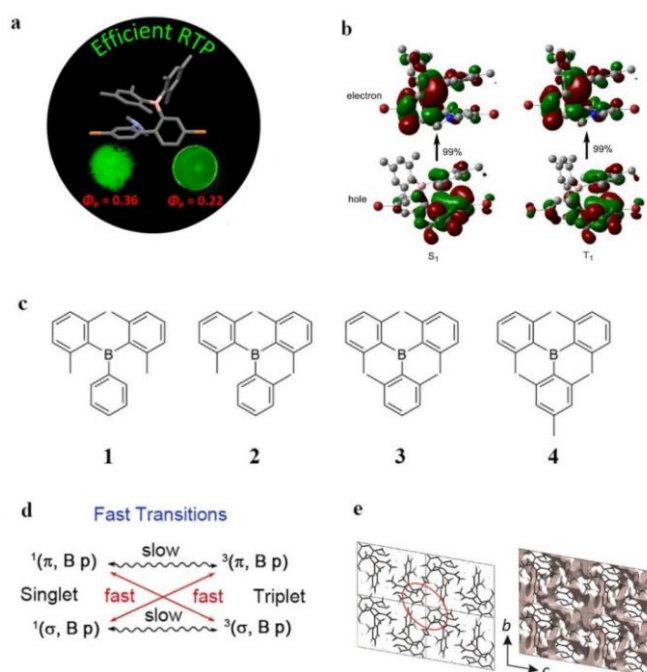 a
Efficient RTP
Φp = 0.36
Φp = 0.22
b
electron
99%
99%
hole
S₁
T₁
c
B
B
B
B
1
2
3
4
d
Fast Transitions
¹(π, B p)
slow
³(π, B p)
Singlet
fast
fast
Triplet
¹(σ, B p)
slow
³(σ, B p)
e
b
c